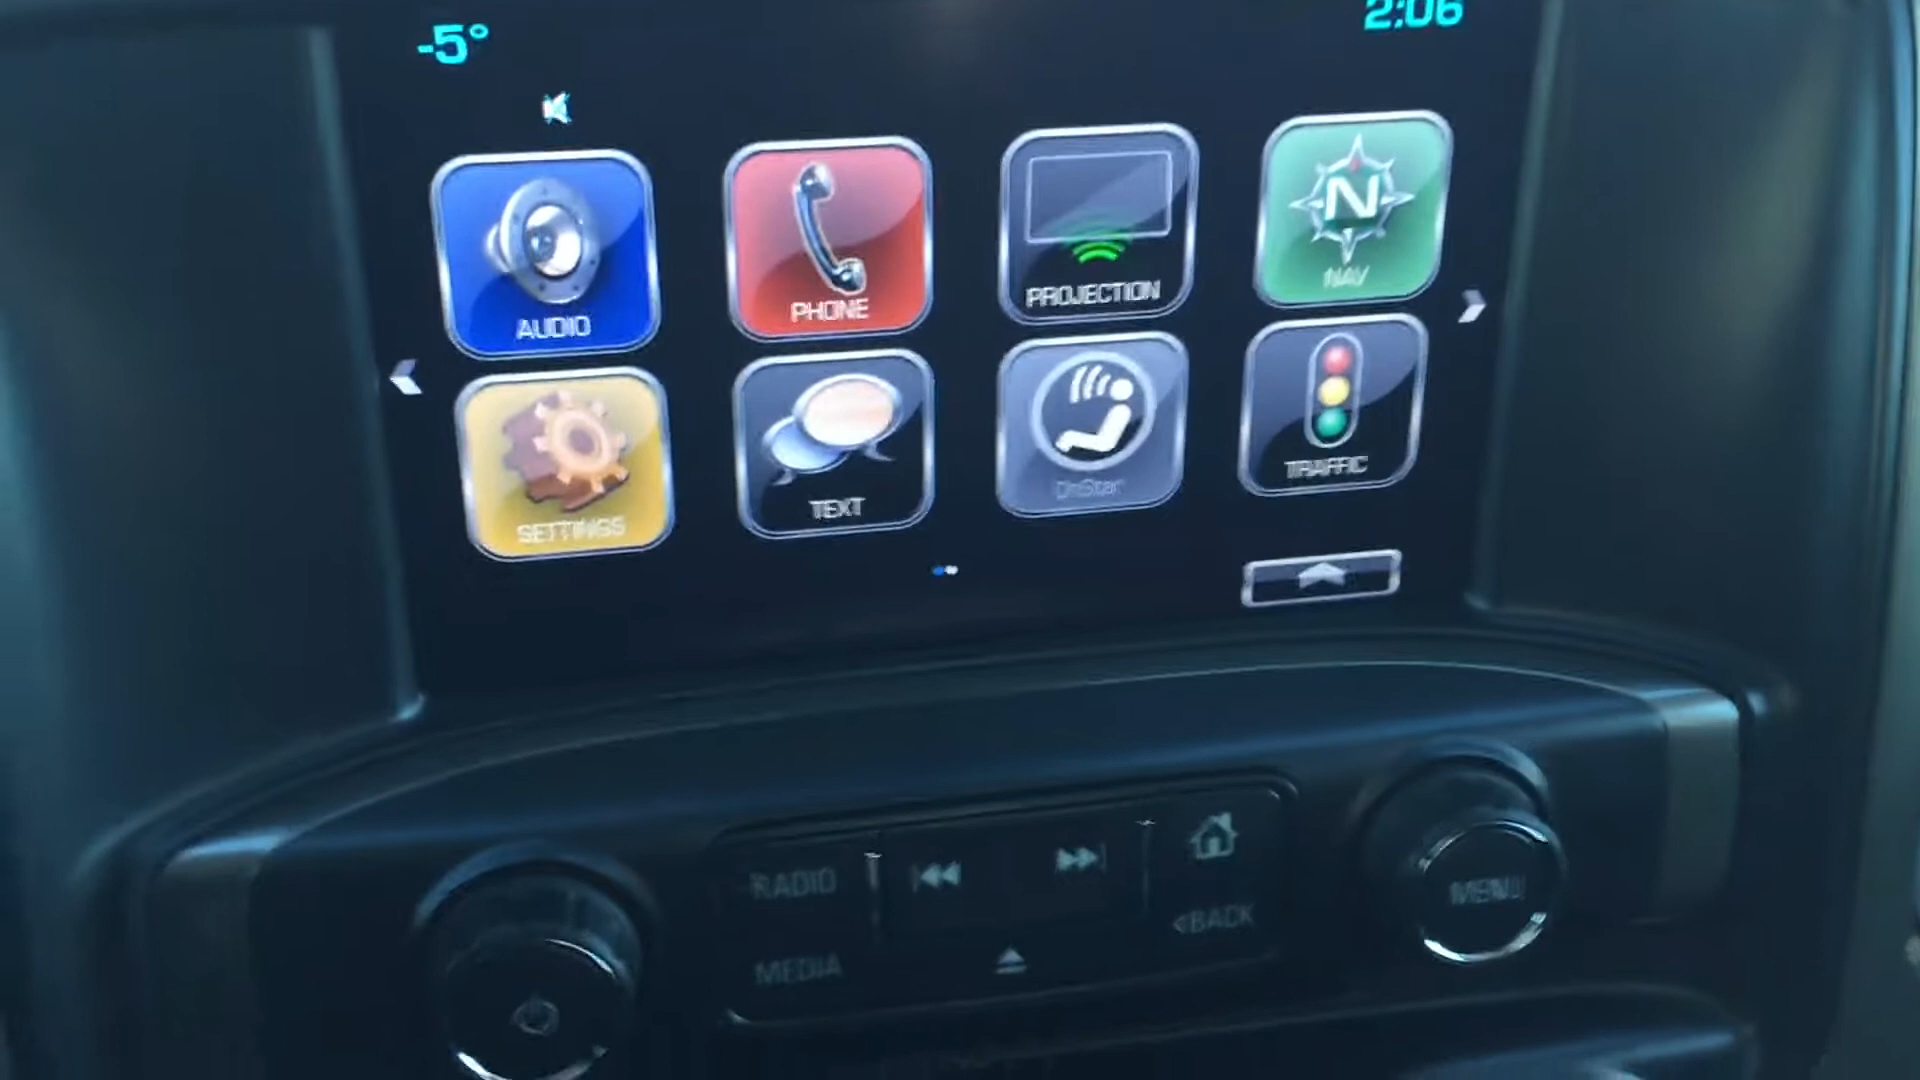 -5°
2:06
AUDIO
PHONE
PROJECTION
N
NAV
SETTINGS
TEXT
OnStar
TRAFFIC
RADIO
MEDIA
<BACK
MENU